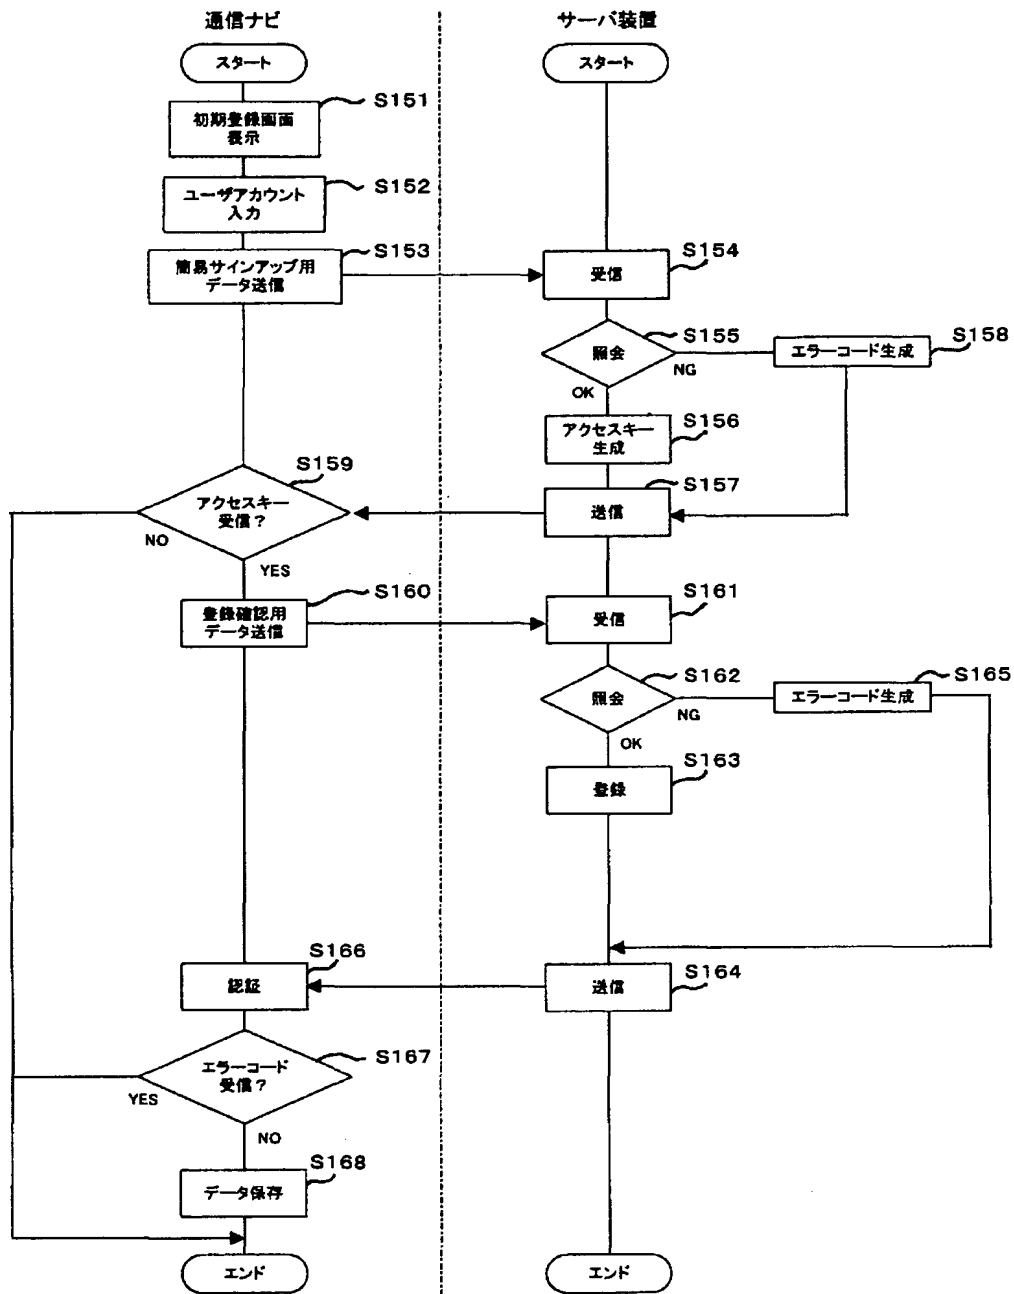 通信ナビ
サーバ装置
スタート
スタート
S151
初期登録画面
表示
S152
ユーザアカウント
入力
S153
簡易サインアップ用
データ送信
S154
受信
S155
照会
NG
OK
S158
エラーコード生成
S156
アクセスキー
生成
S157
送信
S159
アクセスキー
受信?
NO
YES
S160
登録確認用
データ送信
S161
受信
S162
照会
NG
OK
S165
エラーコード生成
S163
登録
S166
認証
S164
送信
S167
エラーコード
受信?
YES
NO
S168
データ保存
エンド
エンド